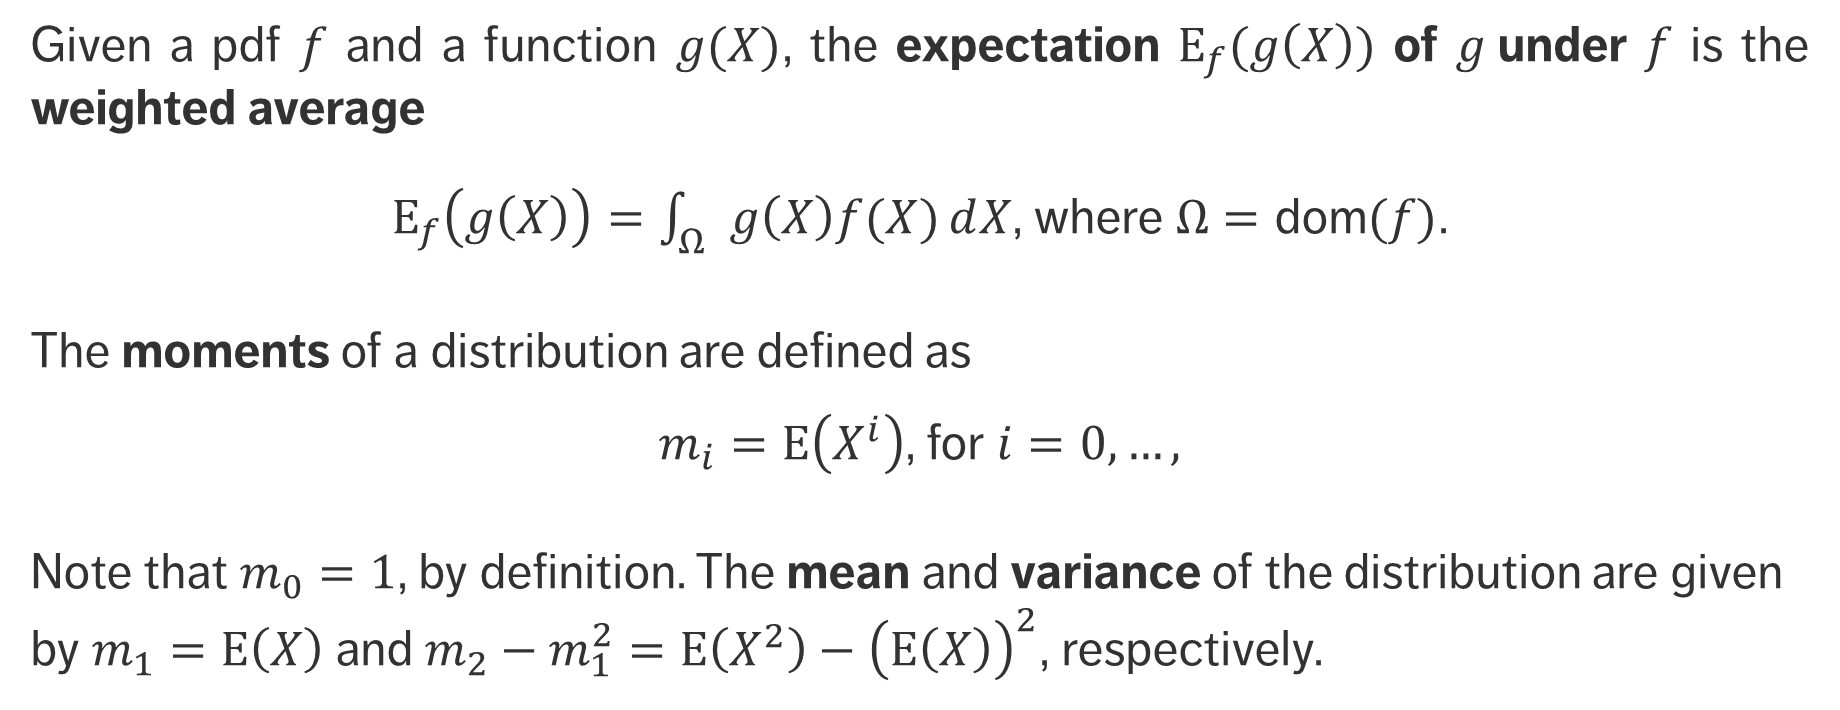 Given a pdf f and a function g(X), the expectation E_f(g(X)) of g under f is the
weighted average
E_f(g(X)) = ∫_Ω g(X)f(X) dX, where Ω = dom(f).
The moments of a distribution are defined as
m_i = E(X^i), for i = 0, … ,
Note that m_0 = 1, by definition. The mean and variance of the distribution are given
by m_1 = E(X) and m_2 − m_1^2 = E(X^2) − (E(X))^2, respectively.